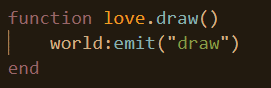 function love.draw()
    world:emit("draw")
end